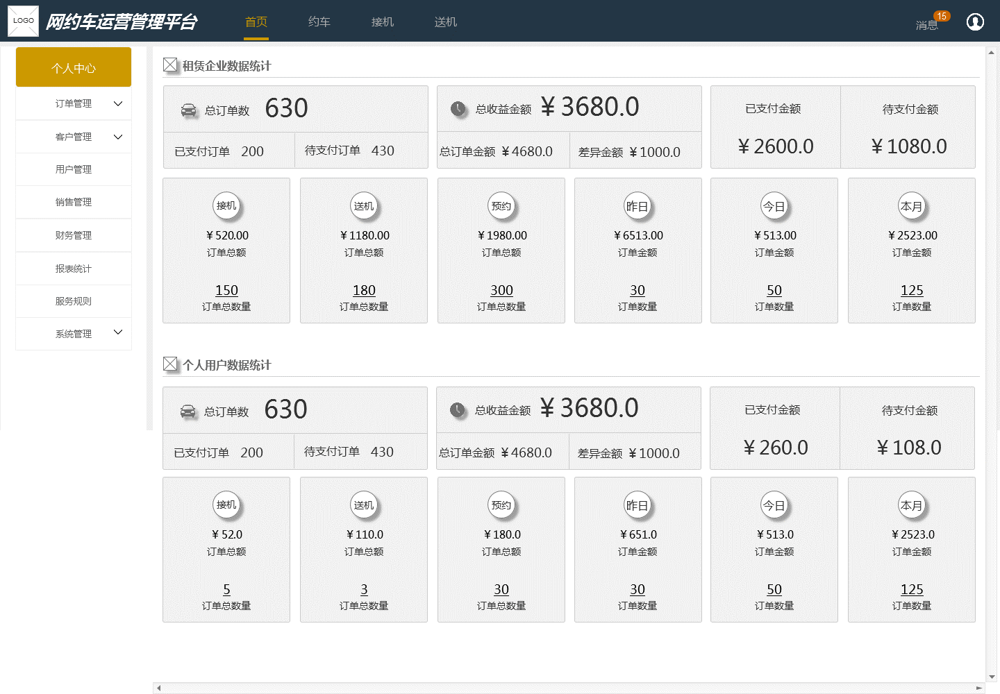 LOGO 网约车运营管理平台 首页 约车 接机 送机 消息 15
个人中心
订单管理
客户管理
用户管理
销售管理
财务管理
报表统计
服务规则
系统管理
租赁企业数据统计
总订单数 630
已支付订单 200 待支付订单 430
总收益金额 ¥ 3680.0
总订单金额 ¥ 4680.0 差异金额 ¥ 1000.0
已支付金额 待支付金额
¥ 2600.0 ¥ 1080.0
接机 送机 预约 昨日 今日 本月
¥ 520.00 ¥ 1180.00 ¥ 1980.00 ¥ 6513.00 ¥ 513.00 ¥ 2523.00
订单总额 订单总额 订单总额 订单金额 订单金额 订单金额
150 180 300 30 50 125
订单总数量 订单总数量 订单总数量 订单数量 订单数量 订单数量
个人用户数据统计
总订单数 630
已支付订单 200 待支付订单 430
总收益金额 ¥ 3680.0
总订单金额 ¥ 4680.0 差异金额 ¥ 1000.0
已支付金额 待支付金额
¥ 260.0 ¥ 108.0
接机 送机 预约 昨日 今日 本月
¥ 52.0 ¥ 110.0 ¥ 180.0 ¥ 651.0 ¥ 513.0 ¥ 2523.0
订单总额 订单总额 订单总额 订单金额 订单金额 订单金额
5 3 30 30 50 125
订单总数量 订单总数量 订单总数量 订单数量 订单数量 订单数量